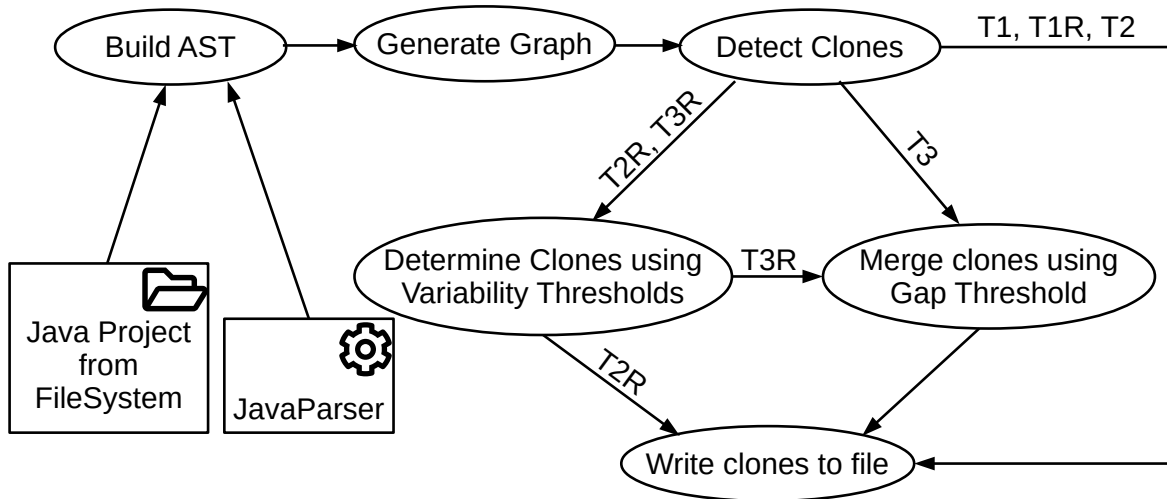 Build AST
Generate Graph
Detect Clones
T1, T1R, T2
T2R, T3R
T3
Determine Clones using
Variability Thresholds
T3R
Merge clones using
Gap Threshold
Java Project
from
FileSystem
JavaParser
T2R
Write clones to file